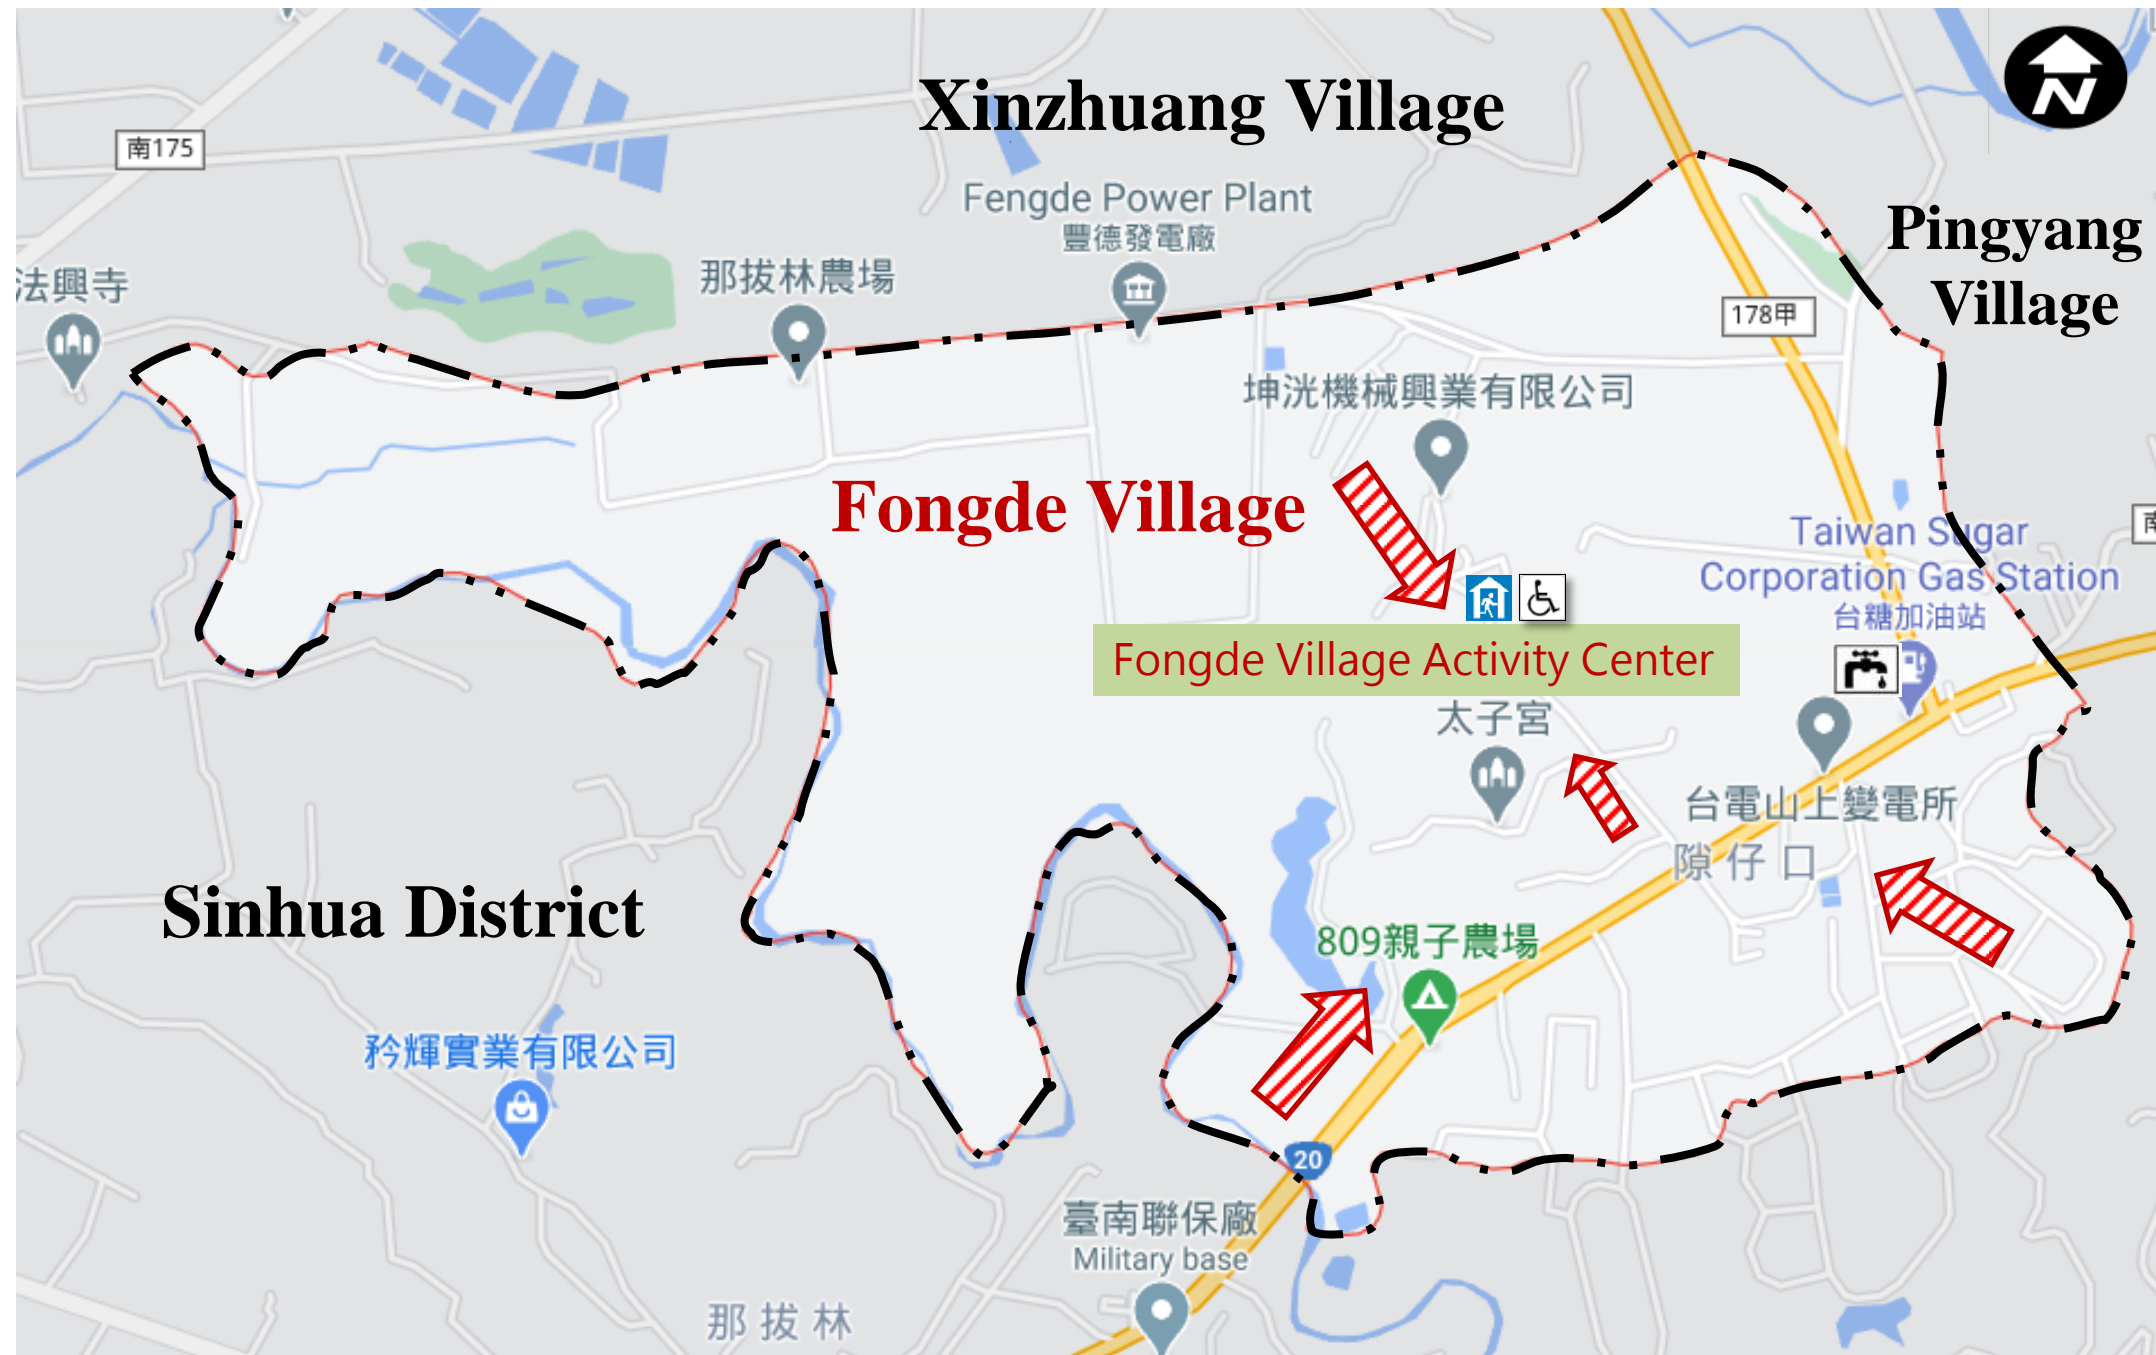 Xinzhuang Village
N
南175
Fengde Power Plant
豐德發電廠
Pingyang
Village
法興寺
那拔林農場
178甲
坤洸機械興業有限公司
Fongde Village
南
Taiwan Sugar
Corporation Gas Station
台糖加油站
Fongde Village Activity Center
太子宮
台電山上變電所
隙仔口
Sinhua District
809親子農場
矜輝實業有限公司
20
臺南聯保廠
Military base
那拔林